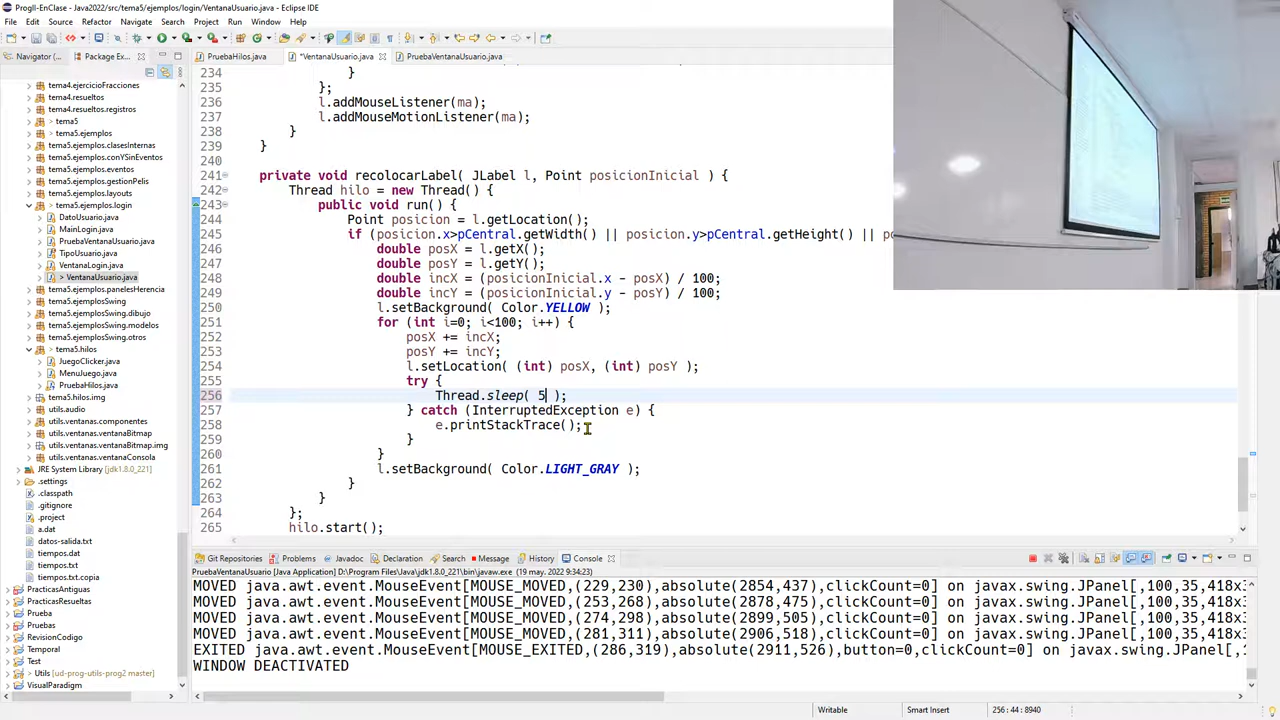 ProgII-EnClase - Java2022/src/tema5/ejemplos/login/VentanaUsuario.java - Eclipse IDE
File Edit Source Refactor Navigate Search Project Run Window Help
Navigator (... Package Ex...
PruebaHilos.java *VentanaUsuario.java PruebaVentanaUsuario.java
tema4.ejercicioFracciones
tema4.resueltos
tema4.resueltos.registros
> tema5
> tema5.ejemplos
tema5.ejemplos.clasesInternas
tema5.ejemplos.conYSinEventos
tema5.ejemplos.eventos
tema5.ejemplos.gestionPelis
tema5.ejemplos.layouts
> tema5.ejemplos.login
DatoUsuario.java
MainLogin.java
PruebaVentanaUsuario.java
TipoUsuario.java
VentanaLogin.java
> VentanaUsuario.java
tema5.ejemplos.panelesHerencia
tema5.ejemplosSwing
tema5.ejemplosSwing.dibujo
tema5.ejemplosSwing.modelos
tema5.ejemplosSwing.otros
> tema5.hilos
JuegoClicker.java
MenuJuego.java
PruebaHilos.java
tema5.hilos.img
utils.audio
utils.ventanas.componentes
utils.ventanas.ventanaBitmap
utils.ventanas.ventanaBitmap.img
utils.ventanas.ventanaConsola
JRE System Library [jdk1.8.0_221]
.settings
.classpath
.gitignore
.project
a.dat
datos-salida.txt
tiempos.dat
tiempos.txt
tiempos.txt.copia
PracticasAntiguas
PracticasResueltas
Prueba
Pruebas
RevisionCodigo
Temporal
Test
> Utils [ud-prog-utils-prog2 master]
VisualParadigm
234 }
235 };
236 l.addMouseListener(ma);
237 l.addMouseMotionListener(ma);
238 }
239 }
240
241 private void recolocarLabel( JLabel l, Point posicionInicial ) {
242 Thread hilo = new Thread() {
243 public void run() {
244 Point posicion = l.getLocation();
245 if (posicion.x>pCentral.getWidth() || posicion.y>pCentral.getHeight() || po
246 double posX = l.getX();
247 double posY = l.getY();
248 double incX = (posicionInicial.x - posX) / 100;
249 double incY = (posicionInicial.y - posY) / 100;
250 l.setBackground( Color.YELLOW );
251 for (int i=0; i<100; i++) {
252 posX += incX;
253 posY += incY;
254 l.setLocation( (int) posX, (int) posY );
255 try {
256 Thread.sleep( 5 );
257 } catch (InterruptedException e) {
258 e.printStackTrace();
259 }
260 }
261 l.setBackground( Color.LIGHT_GRAY );
262 }
263 }
264 };
265 hilo.start();
Git Repositories Problems Javadoc Declaration Search Message History Console
PruebaVentanaUsuario [Java Application] D:\Program Files\Java\jdk1.8.0_221\bin\javaw.exe (19 may. 2022 9:34:23)
MOVED java.awt.event.MouseEvent[MOUSE_MOVED,(229,230),absolute(2854,437),clickCount=0] on javax.swing.JPanel[,100,35,418x3
MOVED java.awt.event.MouseEvent[MOUSE_MOVED,(253,268),absolute(2878,475),clickCount=0] on javax.swing.JPanel[,100,35,418x3
MOVED java.awt.event.MouseEvent[MOUSE_MOVED,(274,298),absolute(2899,505),clickCount=0] on javax.swing.JPanel[,100,35,418x3
MOVED java.awt.event.MouseEvent[MOUSE_MOVED,(281,311),absolute(2906,518),clickCount=0] on javax.swing.JPanel[,100,35,418x3
EXITED java.awt.event.MouseEvent[MOUSE_EXITED,(286,319),absolute(2911,526),button=0,clickCount=0] on javax.swing.JPanel[,1
WINDOW DEACTIVATED
Writable Smart Insert 256 : 44 : 8940